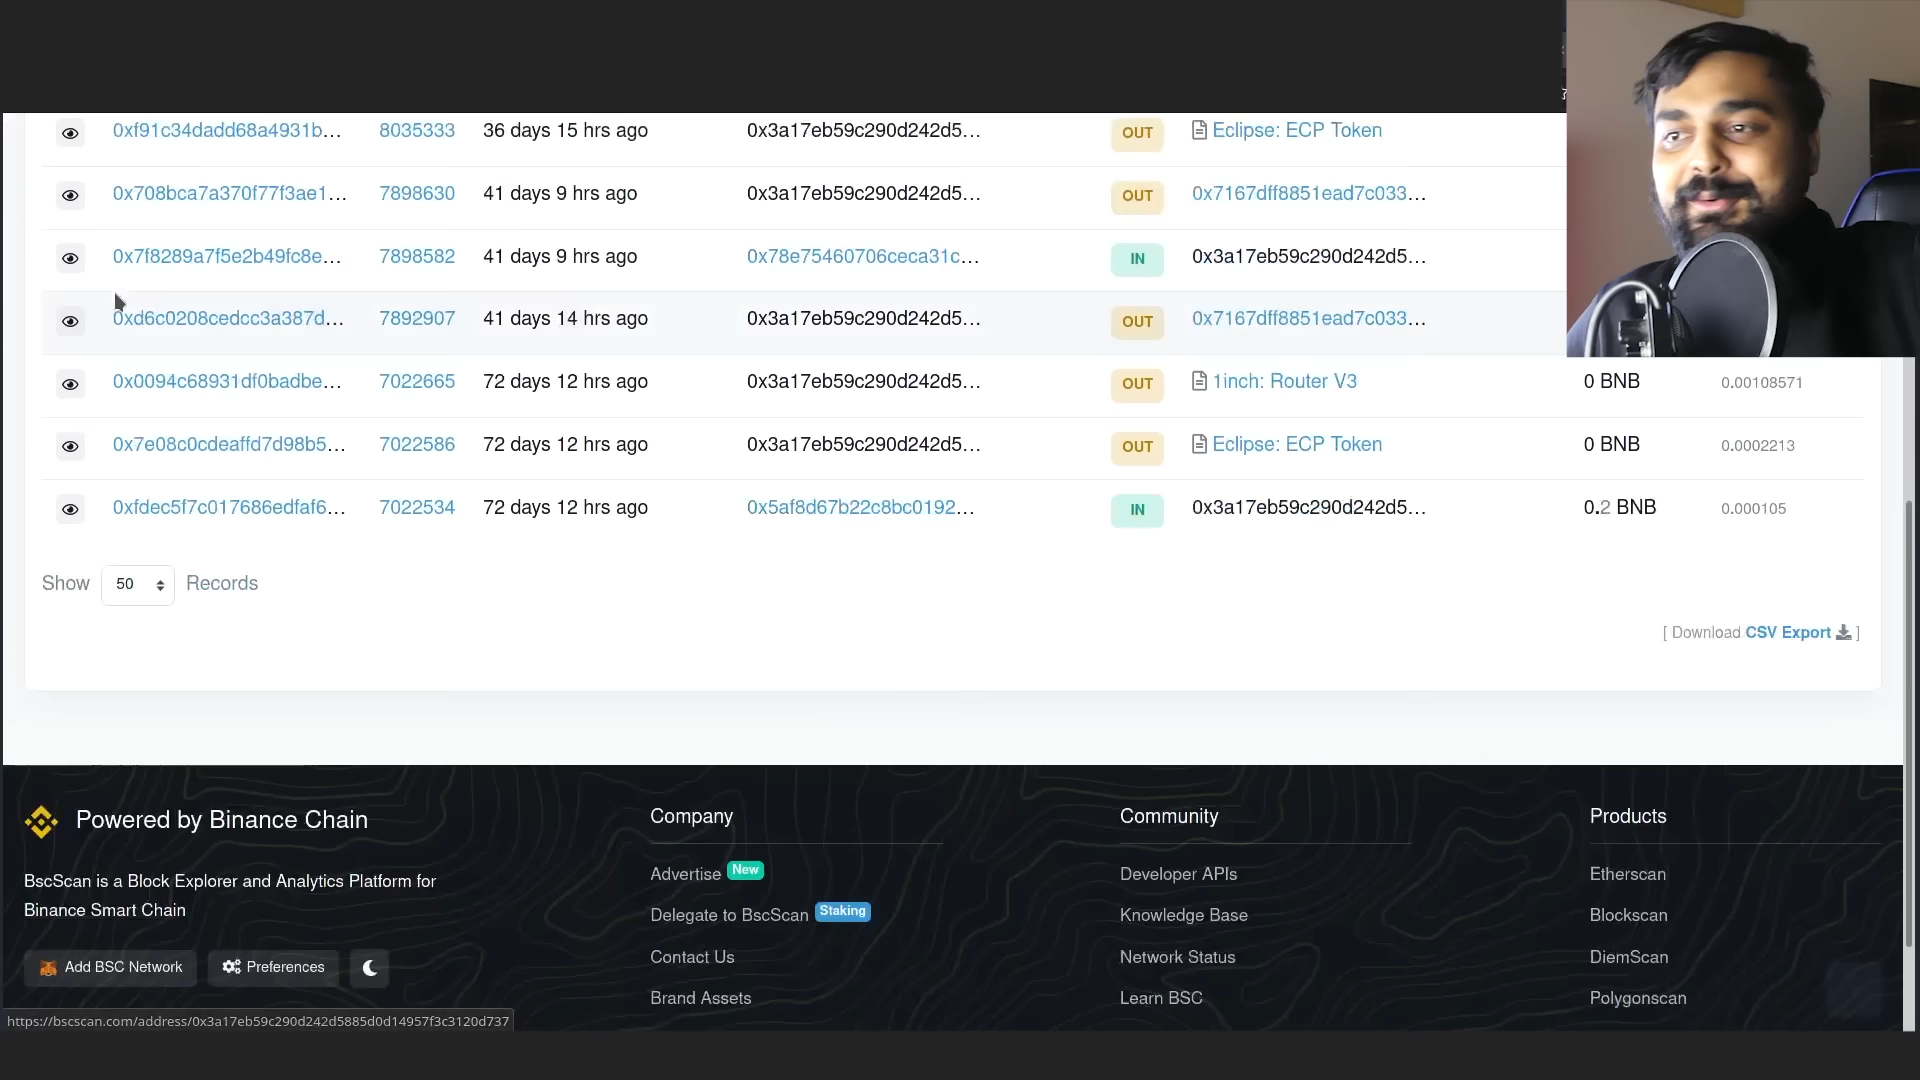 0xf91c34dadd68a4931b... 8035333 36 days 15 hrs ago 0x3a17eb59c290d242d5... OUT Eclipse: ECP Token
0x708bca7a370f77f3ae1... 7898630 41 days 9 hrs ago 0x3a17eb59c290d242d5... OUT 0x7167dff8851ead7c033...
0x7f8289a7f5e2b49fc8e... 7898582 41 days 9 hrs ago 0x78e75460706ceca31c... IN 0x3a17eb59c290d242d5...
0xd6c0208cedcc3a387d... 7892907 41 days 14 hrs ago 0x3a17eb59c290d242d5... OUT 0x7167dff8851ead7c033...
0x0094c68931df0badbe... 7022665 72 days 12 hrs ago 0x3a17eb59c290d242d5... OUT 1inch: Router V3 0 BNB 0.00108571
0x7e08c0cdeaffd7d98b5... 7022586 72 days 12 hrs ago 0x3a17eb59c290d242d5... OUT Eclipse: ECP Token 0 BNB 0.0002213
0xfdec5f7c017686edfaf6... 7022534 72 days 12 hrs ago 0x5af8d67b22c8bc0192... IN 0x3a17eb59c290d242d5... 0.2 BNB 0.000105
Show 50 Records
[ Download CSV Export ]
Powered by Binance Chain
BscScan is a Block Explorer and Analytics Platform for
Binance Smart Chain
Add BSC Network Preferences
Company
Advertise New
Delegate to BscScan Staking
Contact Us
Brand Assets
Community
Developer APIs
Knowledge Base
Network Status
Learn BSC
Products
Etherscan
Blockscan
DiemScan
Polygonscan
https://bscscan.com/address/0x3a17eb59c290d242d5885d0d14957f3c3120d737